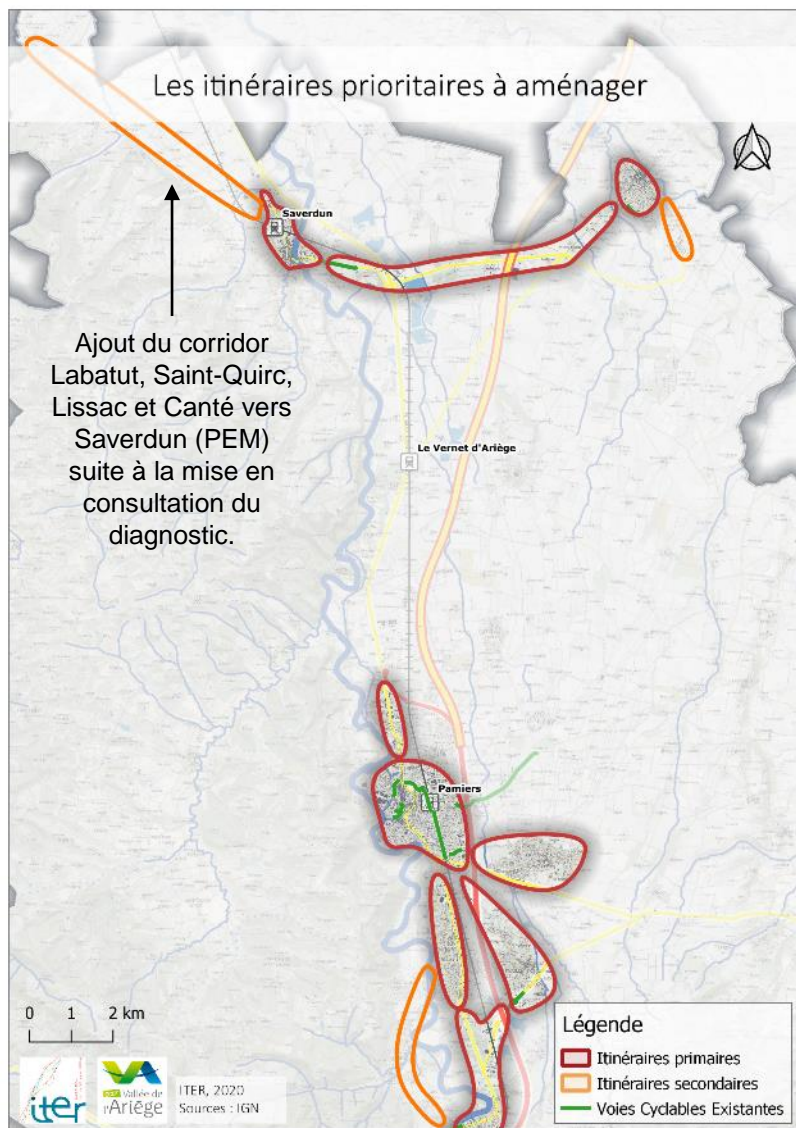 Les itinéraires prioritaires à aménager
Saverdun
Ajout du corridor
Labatut, Saint-Quirc,
Lissac et Canté vers
Saverdun (PEM)
suite à la mise en
consultation du
diagnostic.
Le Vernet d'Ariège
Pamiers
0 1 2 km
Légende
Itinéraires primaires
Itinéraires secondaires
Voies Cyclables Existantes
iter
Vallée de
l'Ariège
ITER, 2020
Sources : IGN